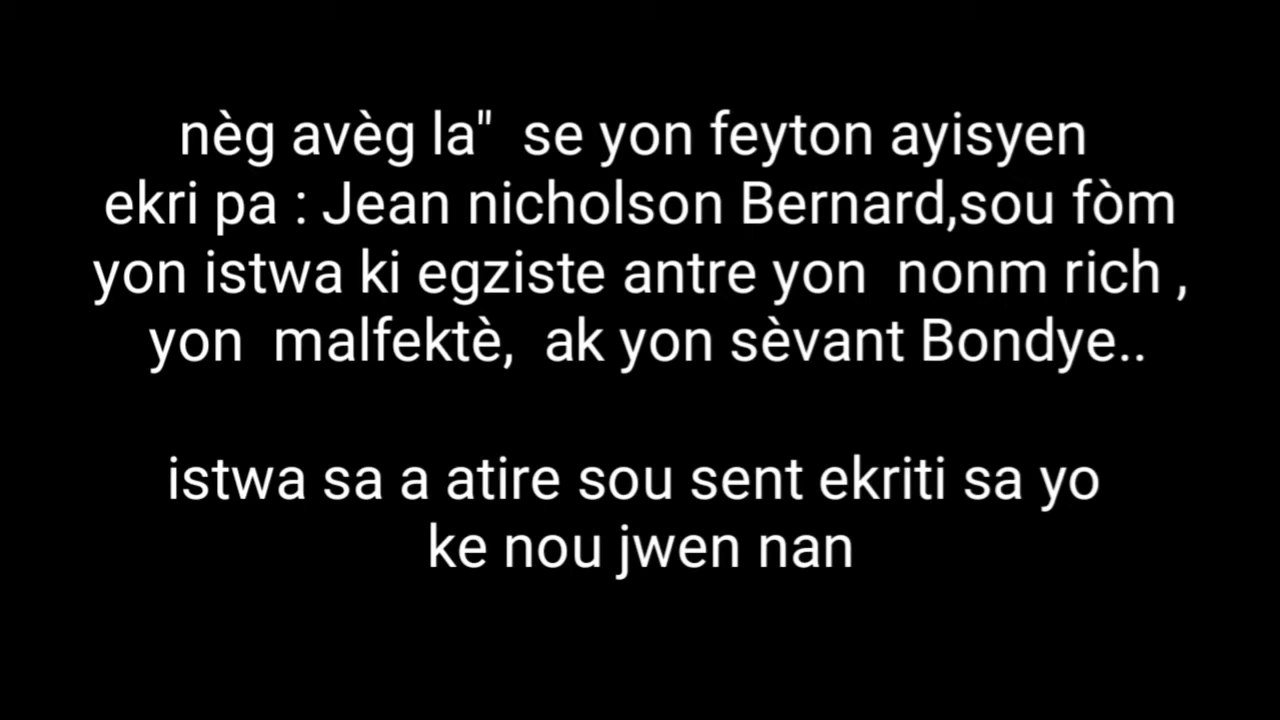 nèg avèg la"  se yon feyton ayisyen
ekri pa : Jean nicholson Bernard,sou fòm
yon istwa ki egziste antre yon  nonm rich ,
yon  malfektè,  ak yon sèvant Bondye..
istwa sa a atire sou sent ekriti sa yo
ke nou jwen nan